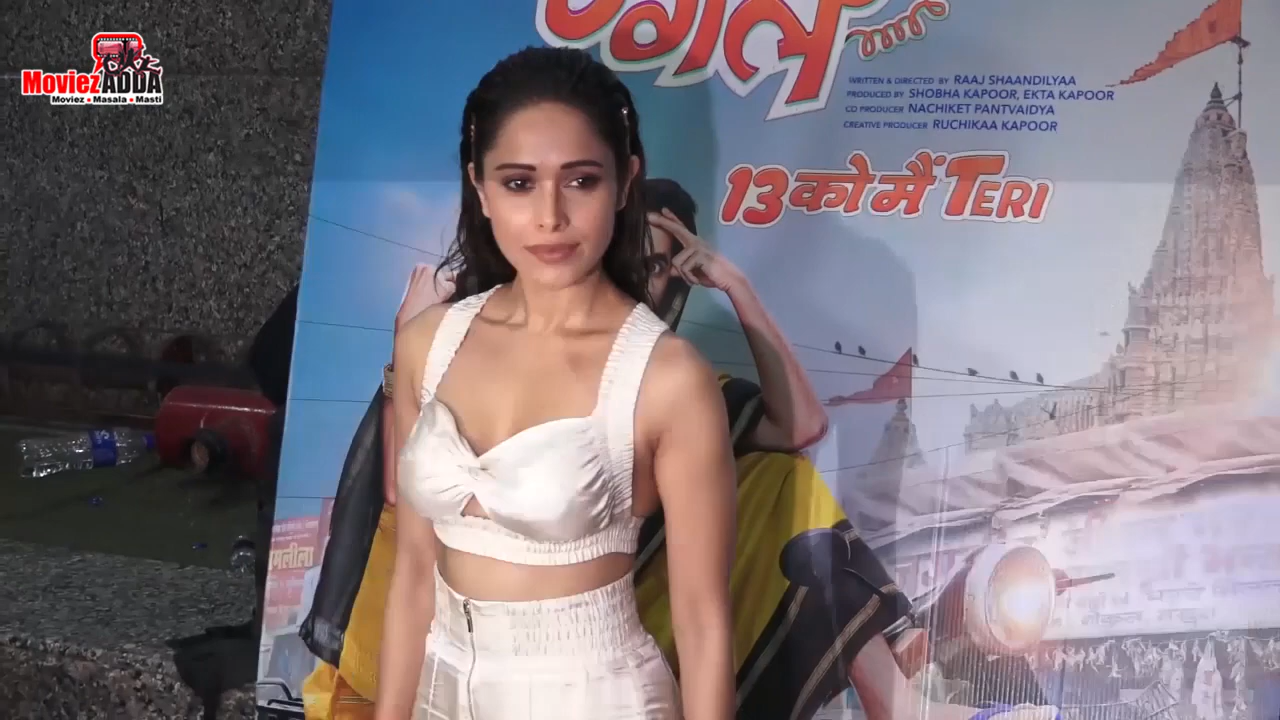 MoviezADDA
Moviez • Masala • Masti
WRITTEN & DIRECTED BY RAAJ SHAANDILYAA
PRODUCED BY SHOBHA KAPOOR, EKTA KAPOOR
CO PRODUCER NACHIKET PANTVAIDYA
CREATIVE PRODUCER RUCHIKAA KAPOOR
13 को मैं TERI